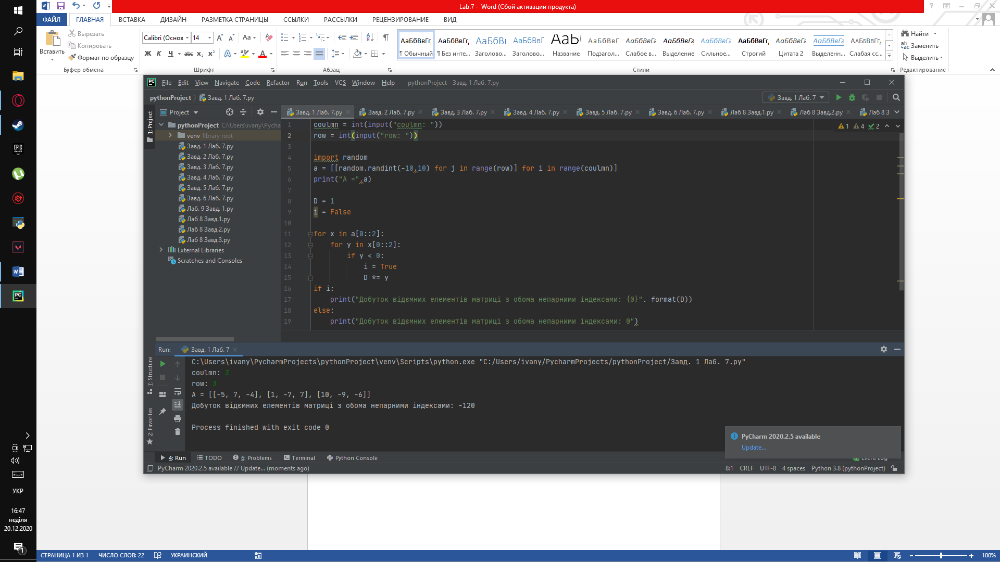 Lab.7 - Word (Сбой активации продукта)
ФАЙЛ ГЛАВНАЯ ВСТАВКА ДИЗАЙН РАЗМЕТКА СТРАНИЦЫ ССЫЛКИ РАССЫЛКИ РЕЦЕНЗИРОВАНИЕ ВИД
Вставить
Вырезать
Копировать
Формат по образцу
Буфер обмена
Calibri (Основ 14
Ж К Ч abc x₂ x²
Шрифт
Абзац
АаБбВвГг, АаБбВвГг, АаБбВі АаБбВвГ АаЬ АаБбВвГ АаБбВвГг АаБбВвГг АаБбВвГг АаБбВвГг, АаБбВвГг АаБбВвГг ААББВВГГ,
¶ Обычный ¶ Без инте... Заголово... Заголово... Название Подзагол... Слабое в... Выделение Сильное... Строгий Цитата 2 Выделенн... Слабая сс...
Стили
Найти
Заменить
Выделить
Редактирование
File Edit View Navigate Code Refactor Run Tools VCS Window Help pythonProject - Завд. 1 Лаб. 7.py
pythonProject Завд. 1 Лаб. 7.py
Завд. 1 Лаб. 7
Project
Завд. 1 Лаб. 7.py Завд. 2 Лаб. 7.py Завд. 3 Лаб. 7.py Завд. 4 Лаб. 7.py Завд. 5 Лаб. 7.py Завд. 6 Лаб. 7.py Лаб 8 Завд.1.py Лаб 8 Завд.2.py Лаб 8 З
1: Project
pythonProject C:\Users\ivany\Pycha
venv library root
Завд. 1 Лаб. 7.py
Завд. 2 Лаб. 7.py
Завд. 3 Лаб. 7.py
Завд. 4 Лаб. 7.py
Завд. 5 Лаб. 7.py
Завд. 6 Лаб. 7.py
Лаб. 9 Завд. 1.py
Лаб 8 Завд.1.py
Лаб 8 Завд.2.py
Лаб 8 Завд.3.py
External Libraries
Scratches and Consoles
1 4 2
1 coulmn = int(input("coulmn: "))
2 row = int(input("row: "))
3
4 import random
5 a = [[random.randint(-10,10) for j in range(row)] for i in range(coulmn)]
6 print("A =",a)
7
8 D = 1
9 i = False
10
11 for x in a[0::2]:
12 for y in x[0::2]:
13 if y < 0:
14 i = True
15 D *= y
16 if i:
17 print("Добуток відємних елементів матриці з обома непарними індексами: {0}". format(D))
18 else:
19 print("Добуток відємних елементів матриці з обома непарними індексами: 0")
Run: Завд. 1 Лаб. 7
7: Structure
2: Favorites
C:\Users\ivany\PycharmProjects\pythonProject\venv\Scripts\python.exe "C:/Users/ivany/PycharmProjects/pythonProject/Завд. 1 Лаб. 7.py"
coulmn: 3
row: 3
A = [[-5, 7, -4], [1, -7, 7], [10, -9, -6]]
Добуток відємних елементів матриці з обома непарними індексами: -120
Process finished with exit code 0
PyCharm 2020.2.5 available
Update...
4: Run TODO 6: Problems Terminal Python Console
PyCharm 2020.2.5 available // Update... (moments ago)
8:1 CRLF UTF-8 4 spaces Python 3.8 (pythonProject)
EPIC GAMES
УКР
16:47
неділя
20.12.2020
1
СТРАНИЦА 1 ИЗ 1 ЧИСЛО СЛОВ: 22 УКРАИНСКИЙ
100%